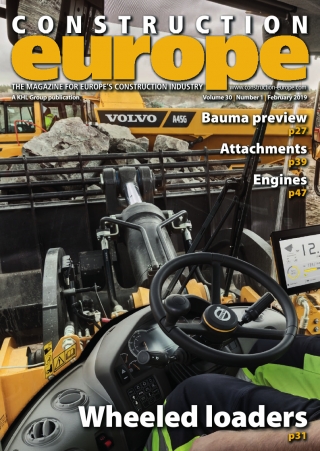 CONSTRUCTION
europe
THE MAGAZINE FOR EUROPE'S CONSTRUCTION INDUSTRY www.construction-europe.com
A KHL Group publication Volume 30 | Number 1 | February 2019
VOLVO A45G
Bauma preview
p27
Attachments
p39
Engines
p47
Wheeled loaders
p31